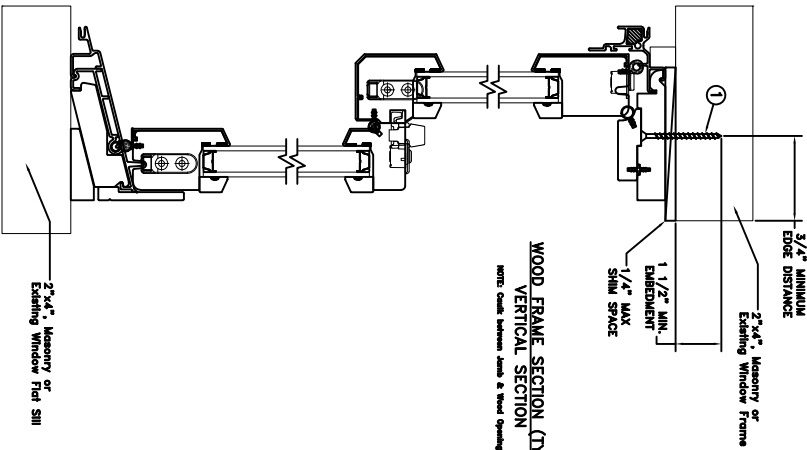 1
3/4" MINIMUM
EDGE DISTANCE
2"x4", Masonry or
Existing Window Frame
1 1/2" MIN.
EMBEDMENT
1/4" MAX
SHIM SPACE
WOOD FRAME SECTION
VERTICAL SECTION
NOTE: Caulk between Jamb & Wood Opening
2"x4", Masonry or
Existing Window Flat Sill